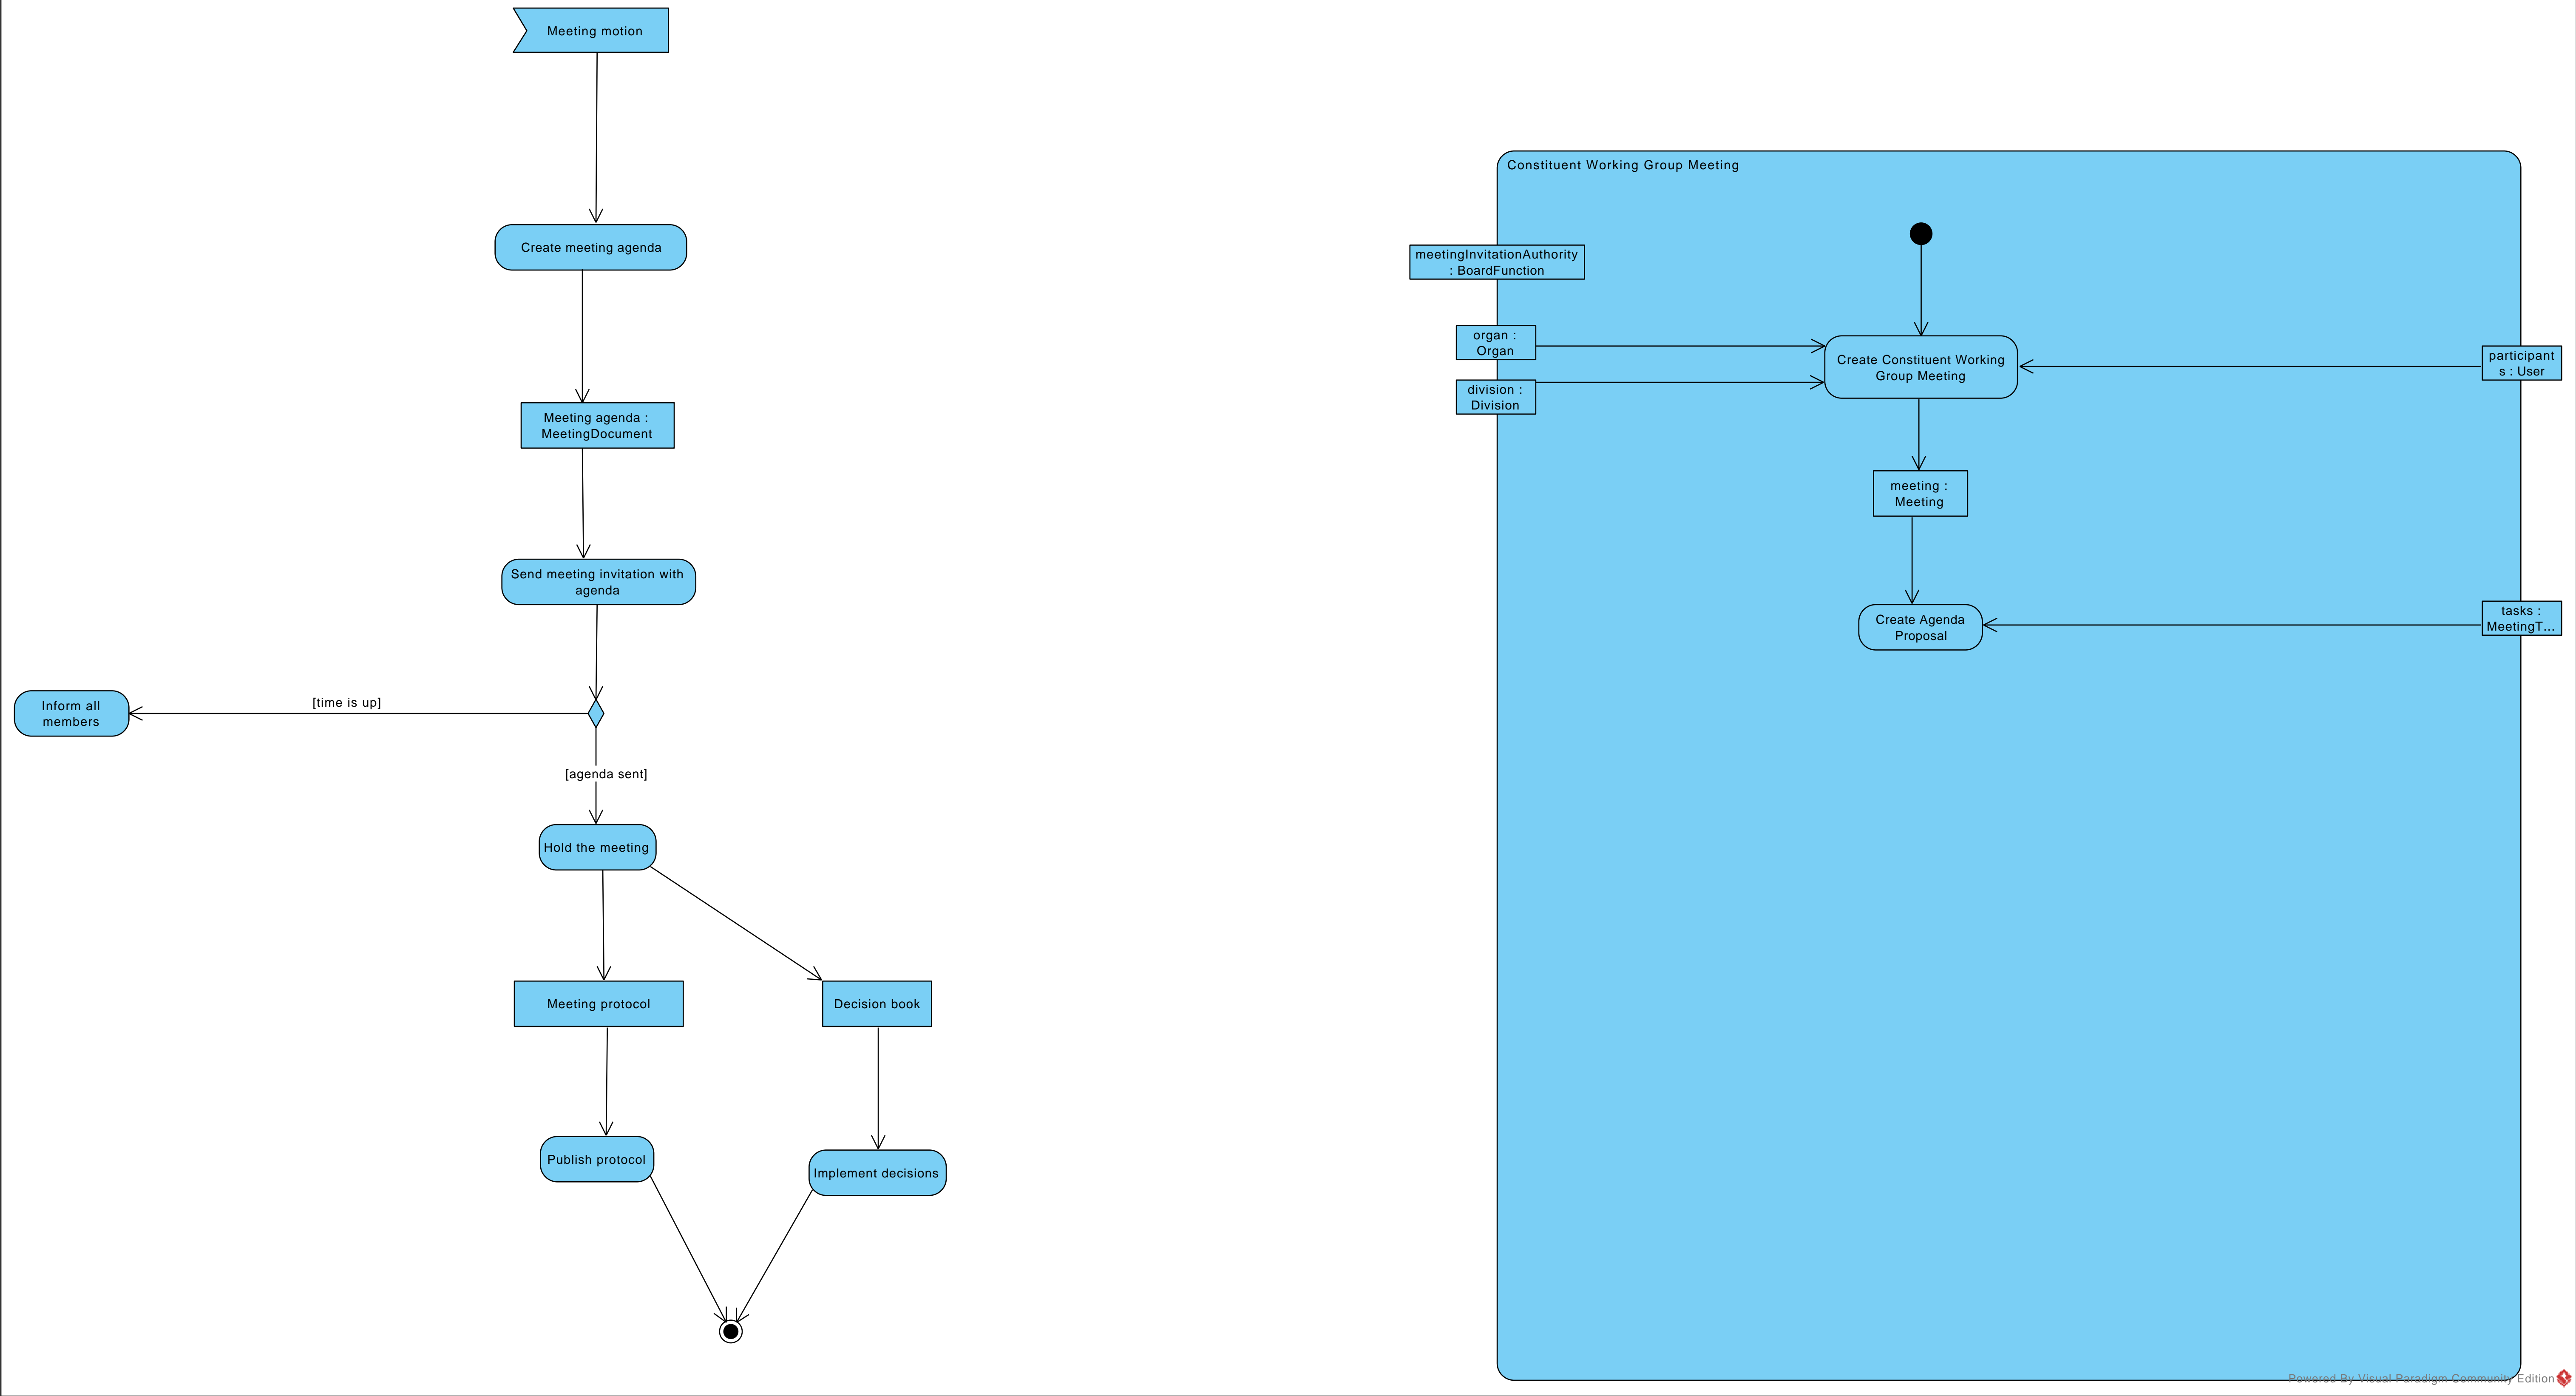 Meeting motion
Create meeting agenda
Meeting agenda :
MeetingDocument
Send meeting invitation with
agenda
[time is up]
Inform all
members
[agenda sent]
Hold the meeting
Meeting protocol
Decision book
Publish protocol
Implement decisions
Constituent Working Group Meeting
meetingInvitationAuthority
: BoardFunction
organ :
Organ
division :
Division
Create Constituent Working
Group Meeting
participant
s : User
meeting :
Meeting
Create Agenda
Proposal
tasks :
MeetingT...
Powered By Visual Paradigm Community Edition